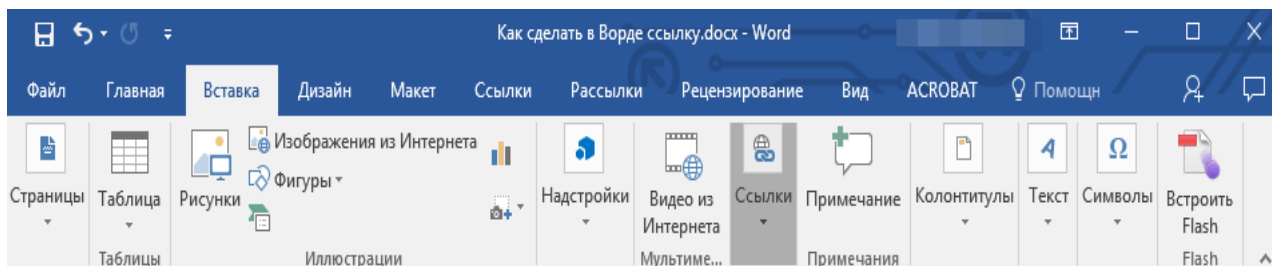 Как сделать в Ворде ссылку.docx - Word
Файл Главная Вставка Дизайн Макет Ссылки Рассылки Рецензирование Вид ACROBAT Помощн
Страницы
Таблица
Таблицы
Рисунки
Изображения из Интернета
Фигуры
Иллюстрации
Надстройки
Видео из
Интернета
Мультиме...
Ссылки
Примечание
Примечания
Колонтитулы
Текст
Символы
Встроить
Flash
Flash